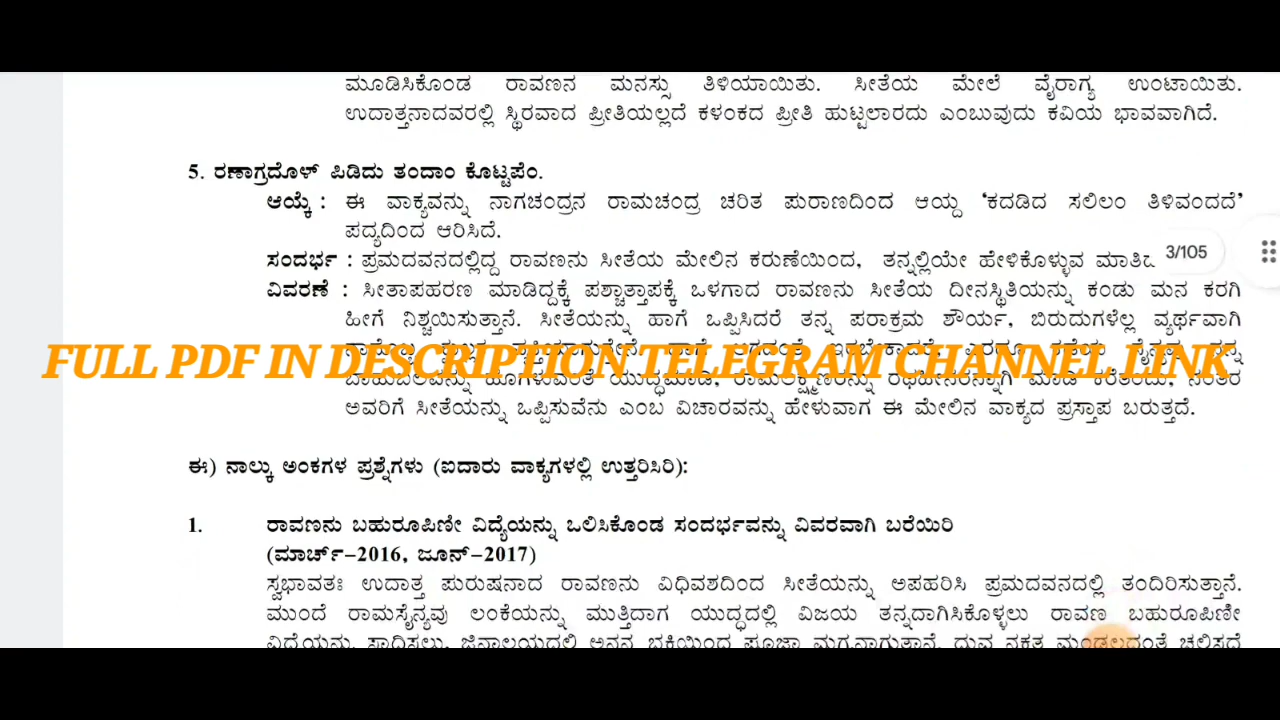 ಮೂಡಿಸಿಕೊಂಡ ರಾವಣನ ಮನಸ್ಸು ತಿಳಿಯಾಯಿತು. ಸೀತೆಯ ಮೇಲೆ ವೈರಾಗ್ಯ ಉಂಟಾಯಿತು.
ಉದಾತ್ತನಾದವರಲ್ಲಿ ಸ್ಥಿರವಾದ ಪ್ರೀತಿಯಲ್ಲದೆ ಕಳಂಕದ ಪ್ರೀತಿ ಹುಟ್ಟಲಾರದು ಎಂಬುವುದು ಕವಿಯ ಭಾವವಾಗಿದೆ.
5. ರಣಾಗ್ರದೊಳ್ ಪಿಡಿದು ತಂದಾಂ ಕೊಟ್ಟಪೆಂ.
ಆಯ್ಕೆ : ಈ ವಾಕ್ಯವನ್ನು ನಾಗಚಂದ್ರನ ರಾಮಚಂದ್ರ ಚರಿತ ಪುರಾಣದಿಂದ ಆಯ್ದ ‘ಕದಡಿದ ಸಲಿಲಂ ತಿಳಿವಂದದೆ’
ಪದ್ಯದಿಂದ ಆರಿಸಿದೆ.
ಸಂದರ್ಭ : ಪ್ರಮದವನದಲ್ಲಿದ್ದ ರಾವಣನು ಸೀತೆಯ ಮೇಲಿನ ಕರುಣೆಯಿಂದ, ತನ್ನಲ್ಲಿಯೇ ಹೇಳಿಕೊಳ್ಳುವ
3/105
ವಿವರಣೆ : ಸೀತಾಪಹರಣ ಮಾಡಿದ್ದಕ್ಕೆ ಪಶ್ಚಾತ್ತಾಪಕ್ಕೆ ಒಳಗಾದ ರಾವಣನು ಸೀತೆಯ ದೀನಸ್ಥಿತಿಯನ್ನು ಕಂಡು ಮನ ಕರಗಿ
ಹೀಗೆ ನಿಶ್ಚಯಿಸುತ್ತಾನೆ. ಸೀತೆಯನ್ನು ಹಾಗೆ ಒಪ್ಪಿಸಿದರೆ ತನ್ನ ಪರಾಕ್ರಮ ಶೌರ್ಯ, ಬಿರುದುಗಳೆಲ್ಲ ವ್ಯರ್ಥವಾಗಿ
FULL PDF IN DESCRIPTION TELEGRAM CHANNEL LINK
ಯುದ್ಧಮಾಡಿ, ರಾಮಲಕ್ಷ್ಮಣರನ್ನು ನಂತರ
ಅವರಿಗೆ ಸೀತೆಯನ್ನು ಒಪ್ಪಿಸುವೆನು ಎಂಬ ವಿಚಾರವನ್ನು ಹೇಳುವಾಗ ಈ ಮೇಲಿನ ವಾಕ್ಯದ ಪ್ರಸ್ತಾಪ ಬರುತ್ತದೆ.
ಈ) ನಾಲ್ಕು ಅಂಕಗಳ ಪ್ರಶ್ನೆಗಳು (ಐದಾರು ವಾಕ್ಯಗಳಲ್ಲಿ ಉತ್ತರಿಸಿರಿ):
1. ರಾವಣನು ಬಹುರೂಪಿಣೀ ವಿದ್ಯೆಯನ್ನು ಒಲಿಸಿಕೊಂಡ ಸಂದರ್ಭವನ್ನು ವಿವರವಾಗಿ ಬರೆಯಿರಿ
(ಮಾರ್ಚ್–2016, ಜೂನ್–2017)
ಸ್ವಭಾವತಃ ಉದಾತ್ತ ಪುರುಷನಾದ ರಾವಣನು ವಿಧಿವಶದಿಂದ ಸೀತೆಯನ್ನು ಅಪಹರಿಸಿ ಪ್ರಮದವನದಲ್ಲಿ ತಂದಿರಿಸುತ್ತಾನೆ.
ಮುಂದೆ ರಾಮಸೈನ್ಯವು ಲಂಕೆಯನ್ನು ಮುತ್ತಿದಾಗ ಯುದ್ಧದಲ್ಲಿ ವಿಜಯ ತನ್ನದಾಗಿಸಿಕೊಳ್ಳಲು ರಾವಣ ಬಹುರೂಪಿಣೀ